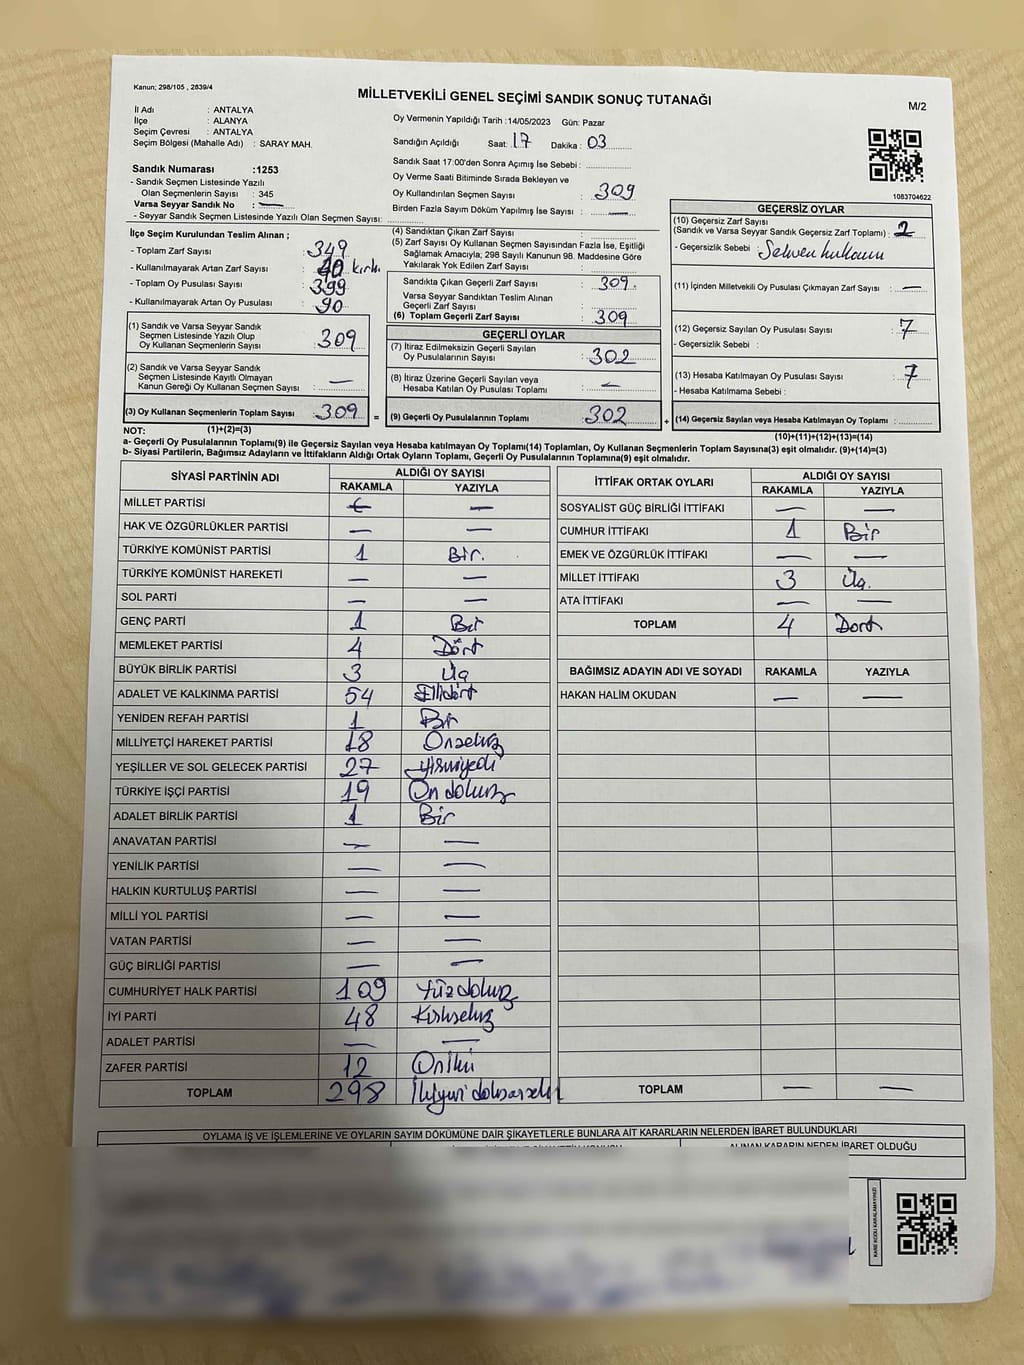 Kanun; 298/105 , 2839/4
MİLLETVEKİLİ GENEL SEÇİMİ SANDIK SONUÇ TUTANAĞI
M/2
İl Adı : ANTALYA
İlçe : ALANYA
Seçim Çevresi : ANTALYA
Seçim Bölgesi (Mahalle Adı) : SARAY MAH.
Oy Vermenin Yapıldığı Tarih :14/05/2023 Gün: Pazar
Sandığın Açıldığı Saat: 17 Dakika : 03
Sandık Saat 17:00'den Sonra Açımış İse Sebebi :
Oy Verme Saati Bitiminde Sırada Bekleyen ve
Oy Kullandırılan Seçmen Sayısı : 309
Birden Fazla Sayım Döküm Yapılmış İse Sayısı : —
1083704622
Sandık Numarası :1253
- Sandık Seçmen Listesinde Yazılı
Olan Seçmenlerin Sayısı : 345
Varsa Seyyar Sandık No : —
- Seyyar Sandık Seçmen Listesinde Yazılı Olan Seçmen Sayısı:
İlçe Seçim Kurulundan Teslim Alınan ;
- Toplam Zarf Sayısı : 349
- Kullanılmayarak Artan Zarf Sayısı : 40 kırk
- Toplam Oy Pusulası Sayısı : 399
- Kullanılmayarak Artan Oy Pusulası : 90
(1) Sandık ve Varsa Seyyar Sandık
Seçmen Listesinde Yazılı Olup
Oy Kullanan Seçmenlerin Sayısı : 309
(2) Sandık ve Varsa Seyyar Sandık
Seçmen Listesinde Kayıtlı Olmayan
Kanun Gereği Oy Kullanan Seçmen Sayısı : —
(3) Oy Kullanan Seçmenlerin Toplam Sayısı : 309 =
(4) Sandıktan Çıkan Zarf Sayısı :
(5) Zarf Sayısı Oy Kullanan Seçmen Sayısından Fazla İse, Eşitliği
Sağlamak Amacıyla; 298 Sayılı Kanunun 98. Maddesine Göre
Yakılarak Yok Edilen Zarf Sayısı :
Sandıkta Çıkan Geçerli Zarf Sayısı : 309
Varsa Seyyar Sandıktan Teslim Alınan
Geçerli Zarf Sayısı :
(6) Toplam Geçerli Zarf Sayısı : 309
GEÇERLİ OYLAR
(7) İtiraz Edilmeksizin Geçerli Sayılan
Oy Pusulalarının Sayısı : 302
(8) İtiraz Üzerine Geçerli Sayılan veya
Hesaba Katılan Oy Pusulası Toplamı : —
(9) Geçerli Oy Pusulalarının Toplamı : 302 +
GEÇERSİZ OYLAR
(10) Geçersiz Zarf Sayısı
(Sandık ve Varsa Seyyar Sandık Geçersiz Zarf Toplamı) : 2
- Geçersizlik Sebebi :
(11) İçinden Milletvekili Oy Pusulası Çıkmayan Zarf Sayısı : —
(12) Geçersiz Sayılan Oy Pusulası Sayısı : 7
- Geçersizlik Sebebi :
(13) Hesaba Katılmayan Oy Pusulası Sayısı : 7
- Hesaba Katılmama Sebebi :
(14) Geçersiz Sayılan veya Hesaba Katılmayan Oy Toplamı :
NOT: (1)+(2)=(3)
(10)+(11)+(12)+(13)=(14)
a- Geçerli Oy Pusulalarının Toplamı(9) ile Geçersiz Sayılan veya Hesaba katılmayan Oy Toplamı(14) Toplamları, Oy Kullanan Seçmenlerin Toplam Sayısına(3) eşit olmalıdır. (9)+(14)=(3)
b- Siyasi Partilerin, Bağımsız Adayların ve İttifakların Aldığı Ortak Oyların Toplamı, Geçerli Oy Pusulalarının Toplamına(9) eşit olmalıdır.
SİYASİ PARTİNİN ADI ALDIĞI OY SAYISI
RAKAMLA YAZIYLA
MİLLET PARTİSİ — —
HAK VE ÖZGÜRLÜKLER PARTİSİ — —
TÜRKİYE KOMÜNİST PARTİSİ 1 Bir.
TÜRKİYE KOMÜNİST HAREKETİ — —
SOL PARTİ — —
GENÇ PARTİ 1 Bir
MEMLEKET PARTİSİ 4 Dört
BÜYÜK BİRLİK PARTİSİ 3 Üç
ADALET VE KALKINMA PARTİSİ 54 Ellidört
YENİDEN REFAH PARTİSİ 1 Bir
MİLLİYETÇİ HAREKET PARTİSİ 18 Onsekiz
YEŞİLLER VE SOL GELECEK PARTİSİ 27 yirmiyedi
TÜRKİYE İŞÇİ PARTİSİ 19 On dokuz
ADALET BİRLİK PARTİSİ 1 Bir
ANAVATAN PARTİSİ — —
YENİLİK PARTİSİ — —
HALKIN KURTULUŞ PARTİSİ — —
MİLLİ YOL PARTİSİ — —
VATAN PARTİSİ — —
GÜÇ BİRLİĞİ PARTİSİ — —
CUMHURİYET HALK PARTİSİ 109 Yüzdokuz
İYİ PARTİ 48 Kırksekiz
ADALET PARTİSİ — —
ZAFER PARTİSİ 12 Oniki
TOPLAM 298 İkiyüzdoksansekiz
İTTİFAK ORTAK OYLARI ALDIĞI OY SAYISI
RAKAMLA YAZIYLA
SOSYALİST GÜÇ BİRLİĞİ İTTİFAKI — —
CUMHUR İTTİFAKI 1 Bir
EMEK VE ÖZGÜRLÜK İTTİFAKI — —
MİLLET İTTİFAKI 3 Üç.
ATA İTTİFAKI — —
TOPLAM 4 Dort
BAĞIMSIZ ADAYIN ADI VE SOYADI RAKAMLA YAZIYLA
HAKAN HALİM OKUDAN — —
TOPLAM — —
OYLAMA İŞ VE İŞLEMLERİNE VE OYLARIN SAYIM DÖKÜMÜNE DAİR ŞİKAYETLERLE BUNLARA AİT KARARLARIN NELERDEN İBARET BULUNDUKLARI
ALINAN KARARIN NEDEN İBARET OLDUĞU
KARE KODU KARALAMAYINIZ!